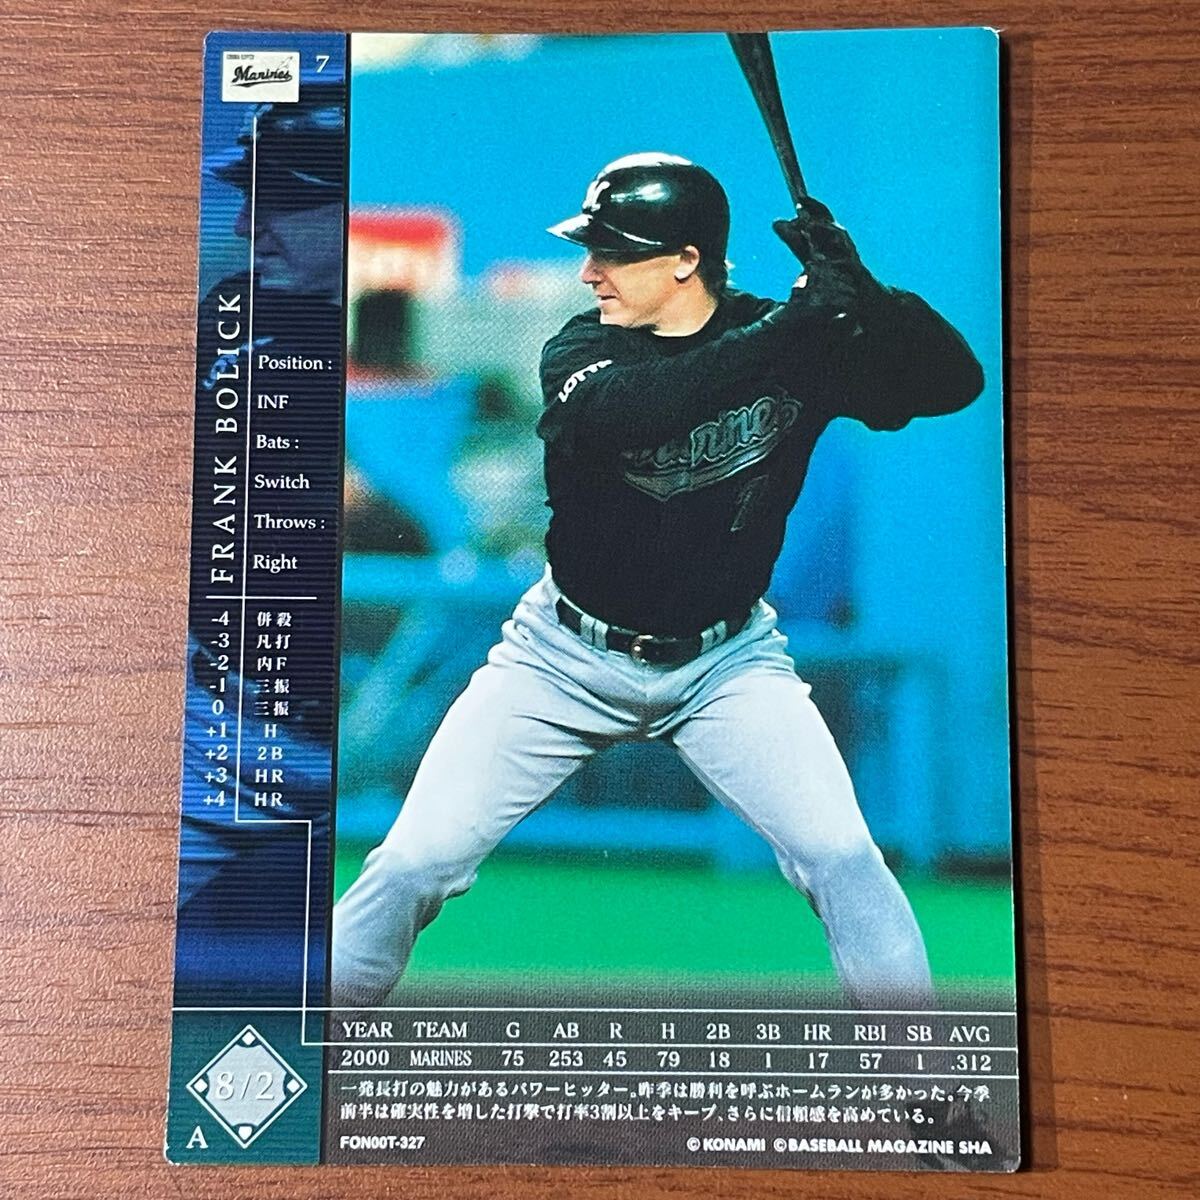 Marines
7
FRANK BOLICK
Position :
INF
Bats :
Switch
Throws :
Right
-4 併殺
-3 凡打
-2 内F
-1 三振
0 三振
+1 H
+2 2B
+3 HR
+4 HR
LOTTE
Marines
7
YEAR TEAM G AB R H 2B 3B HR RBI SB AVG
2000 MARINES 75 253 45 79 18 1 17 57 1 .312
8/2
A
一発長打の魅力があるパワーヒッター。昨季は勝利を呼ぶホームランが多かった。今季
前半は確実性を増した打撃で打率3割以上をキープ、さらに信頼感を高めている。
FON00T-327
©KONAMI ©BASEBALL MAGAZINE SHA